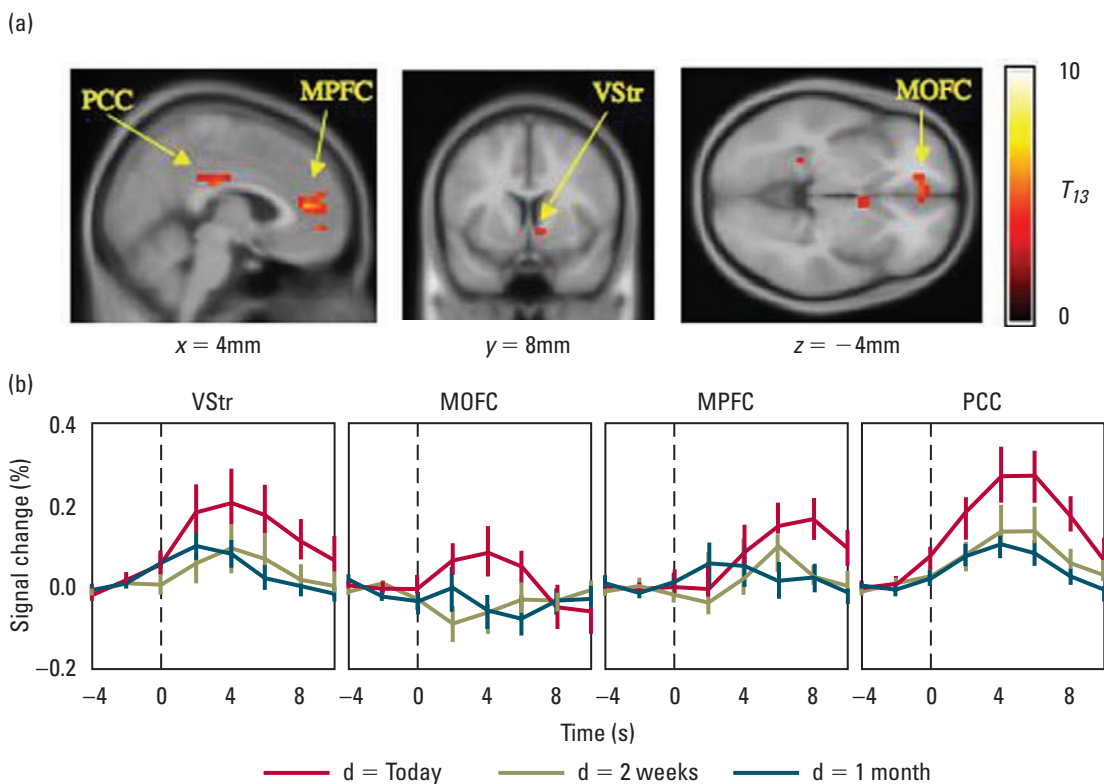 (a)
PCC
MPFC
VStr
MOFC
10
T13
0
x = 4mm
y = 8mm
z = −4mm
(b)
VStr
MOFC
MPFC
PCC
Signal change (%)
0.4
0.2
0.0
−0.2
−4 0 4 8 −4 0 4 8 −4 0 4 8 −4 0 4 8
Time (s)
d = Today d = 2 weeks d = 1 month